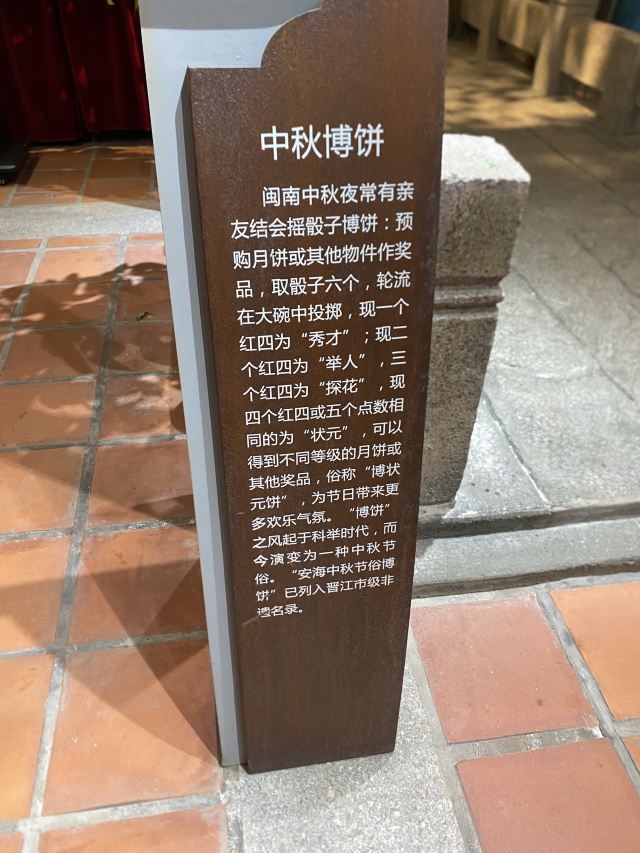 中秋博饼
闽南中秋夜常有亲
友结会摇骰子博饼：预
购月饼或其他物件作奖
品，取骰子六个，轮流
在大碗中投掷，现一个
红四为“秀才”；现二
个红四为“举人”，三
个红四为“探花”，现
四个红四或五个点数相
同的为“状元”，可以
得到不同等级的月饼或
其他奖品，俗称“博状
元饼”，为节日带来更
多欢乐气氛。“博饼”
之风起于科举时代，而
今演变为一种中秋节
俗。“安海中秋节俗博
饼”已列入晋江市级非
遗名录。